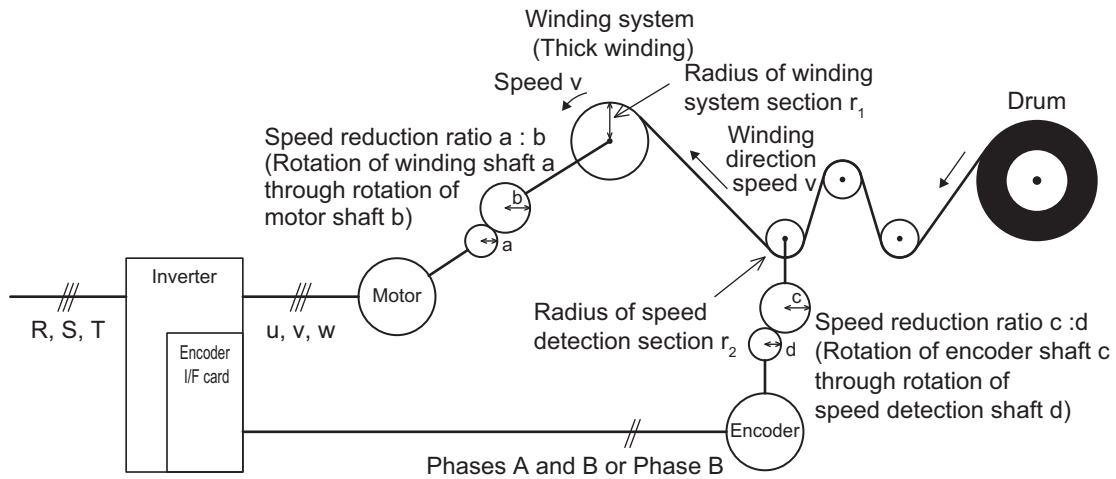 Winding system
(Thick winding)
Speed v
Radius of winding
system section r₁
Drum
Speed reduction ratio a : b
(Rotation of winding shaft a
through rotation of
motor shaft b)
Winding
direction
speed v
b
a
Inverter
Motor
R, S, T
u, v, w
Encoder
I/F card
Radius of speed
detection section r₂
c
d
Speed reduction ratio c :d
(Rotation of encoder shaft c
through rotation of
speed detection shaft d)
Encoder
Phases A and B or Phase B